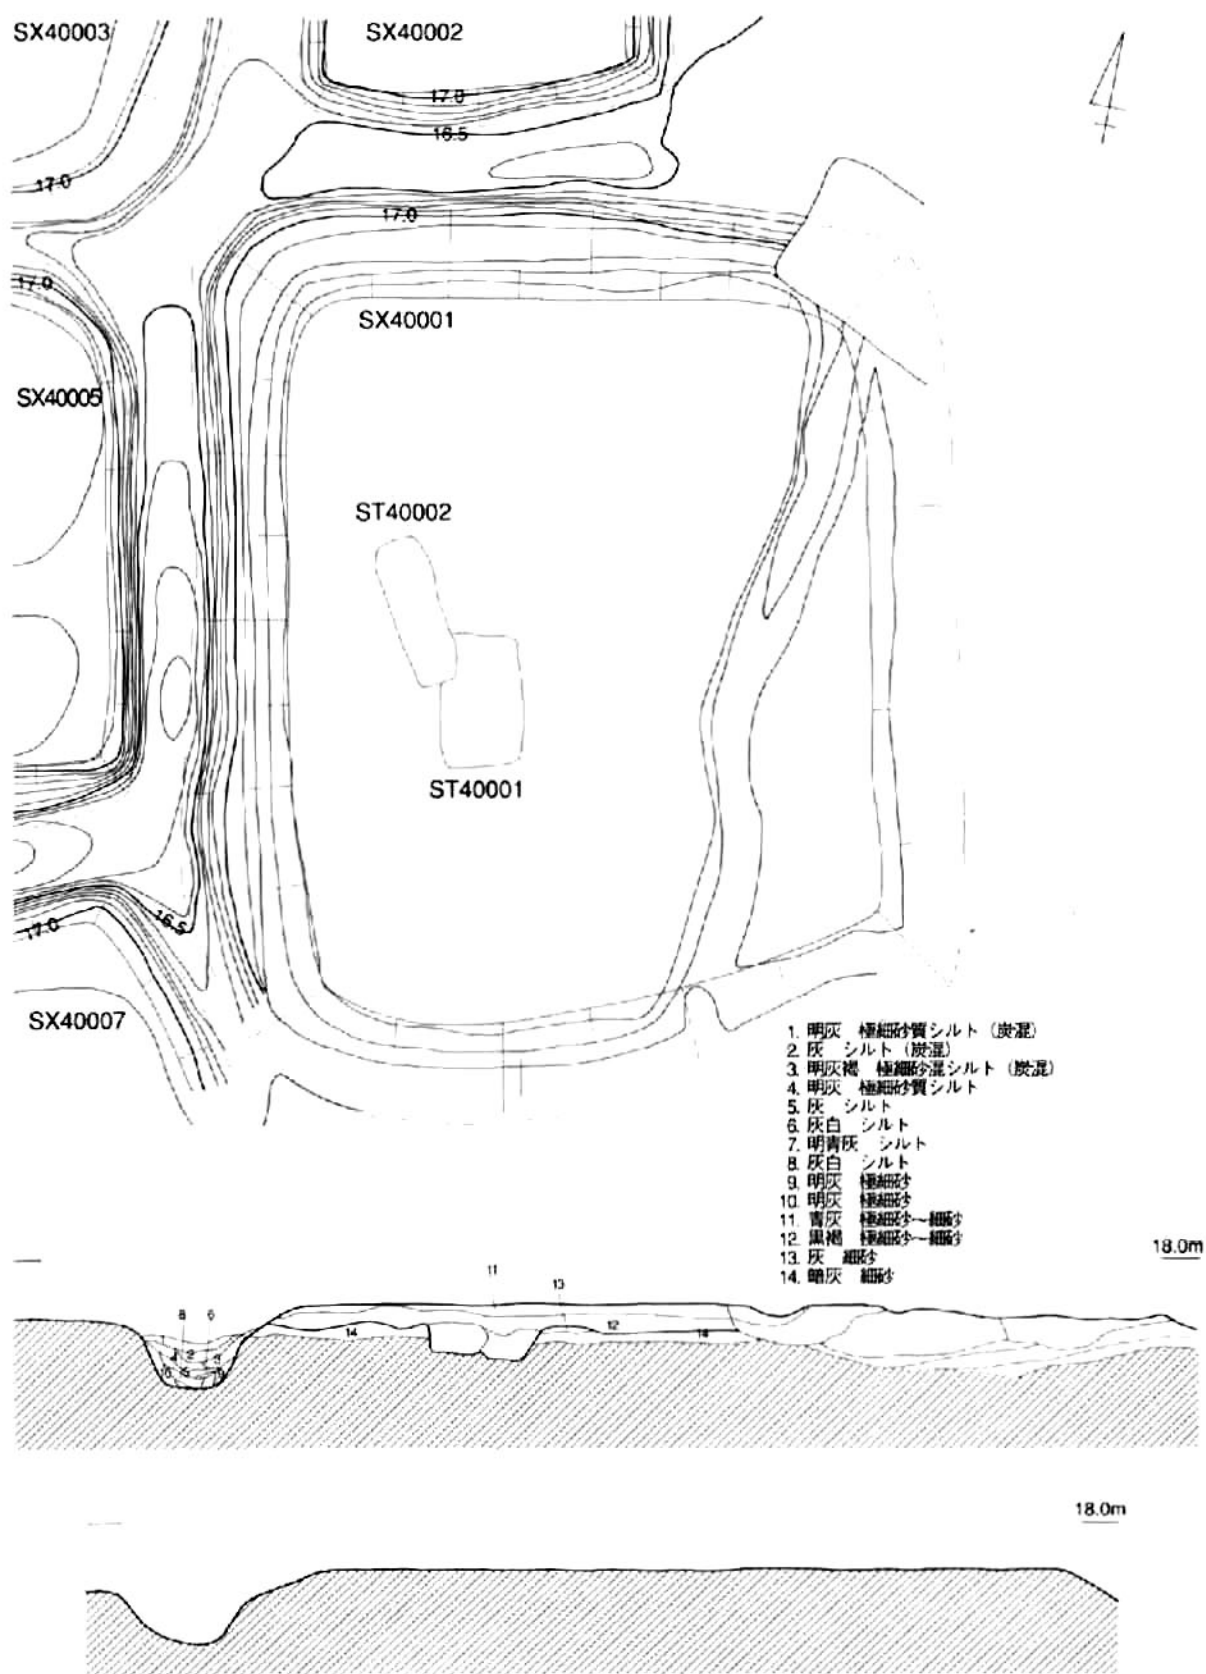 SX40003
SX40002
17.0
16.5
17.0
17.0
17.0
SX40001
SX40005
ST40002
ST40001
16.5
17.0
SX40007
1. 明灰 極細砂質シルト (炭混)
2. 灰 シルト (炭混)
3. 明灰褐 極細砂混シルト (炭混)
4. 明灰 極細砂質シルト
5. 灰 シルト
6. 灰白 シルト
7. 明青灰 シルト
8. 灰白 シルト
9. 明灰 極細砂
10. 明灰 極細砂
11. 青灰 極細砂~細砂
12. 黒褐 極細砂~細砂
13. 灰 細砂
14. 暗灰 細砂
18.0m
11
13
8 6
12
14
14
4 2
18.0m